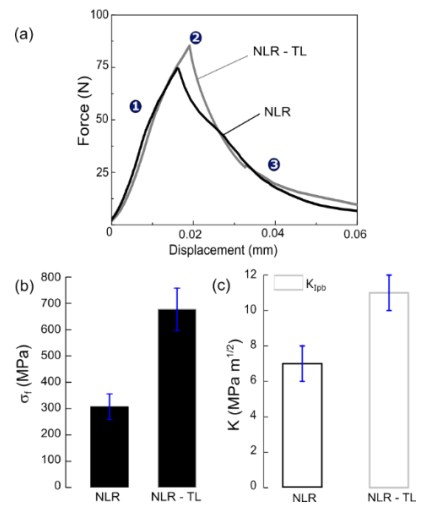 (a)
100
75
50
25
Force (N)
1
2
3
NLR - TL
NLR
0
0.02
0.04
0.06
Displacement (mm)
(b)
800
700
600
500
400
300
200
100
0
σf (MPa)
NLR
NLR - TL
(c)
KIpb
12
10
8
6
4
2
0
K (MPa m^1/2)
NLR
NLR - TL